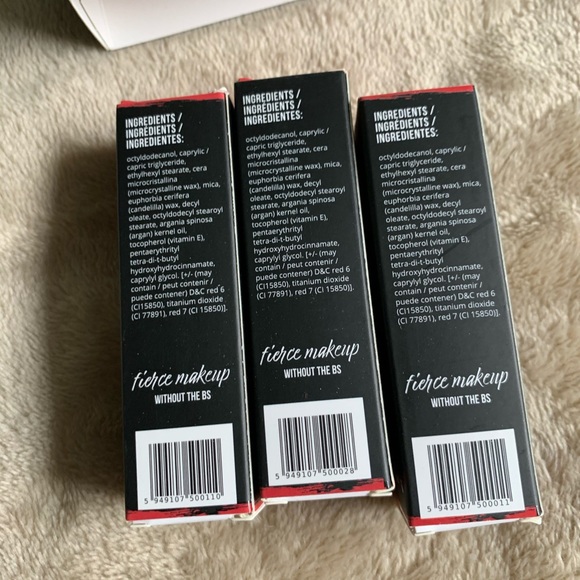 INGREDIENTS /
INGRÉDIENTS /
INGREDIENTES:
octyldodecanol, caprylic /
capric triglyceride,
ethylhexyl stearate, cera
microcristallina
(microcrystalline wax), mica,
euphorbia cerifera
(candelilla) wax, decyl
oleate, octyldodecyl stearoyl
stearate, argania spinosa
(argan) kernel oil,
tocopherol (vitamin E),
pentaerythrityl
tetra-di-t-butyl
hydroxyhydrocinnamate,
caprylyl glycol. [+/- (may
contain / peut contenir /
puede contener) D&C red 6
(CI15850), titanium dioxide
(CI 77891), red 7 (CI 15850)].
fierce makeup
WITHOUT THE BS
5 949107 500110
INGREDIENTS /
INGRÉDIENTS /
INGREDIENTES:
octyldodecanol, caprylic /
capric triglyceride,
ethylhexyl stearate, cera
microcristallina
(microcrystalline wax), mica,
euphorbia cerifera
(candelilla) wax, decyl
oleate, octyldodecyl stearoyl
stearate, argania spinosa
(argan) kernel oil,
tocopherol (vitamin E),
pentaerythrityl
tetra-di-t-butyl
hydroxyhydrocinnamate,
caprylyl glycol. [+/- (may
contain / peut contenir /
puede contener) D&C red 6
(CI15850), titanium dioxide
(CI 77891), red 7 (CI 15850)].
fierce makeup
WITHOUT THE BS
5 949107 500028
INGREDIENTS /
INGRÉDIENTS /
INGREDIENTES:
octyldodecanol, caprylic /
capric triglyceride,
ethylhexyl stearate, cera
microcristallina
(microcrystalline wax), mica,
euphorbia cerifera
(candelilla) wax, decyl
oleate, octyldodecyl stearoyl
stearate, argania spinosa
(argan) kernel oil,
tocopherol (vitamin E),
pentaerythrityl
tetra-di-t-butyl
hydroxyhydrocinnamate,
caprylyl glycol. [+/- (may
contain / peut contenir /
puede contener) D&C red 6
(CI15850), titanium dioxide
(CI 77891), red 7 (CI 15850)].
fierce makeup
WITHOUT THE BS
5 949107 500011